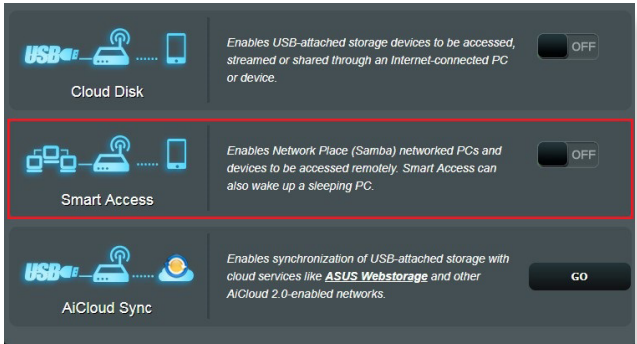 Enables USB-attached storage devices to be accessed,
streamed or shared through an Internet-connected PC
or device.
OFF
USB
Cloud Disk
Enables Network Place (Samba) networked PCs and
devices to be accessed remotely. Smart Access can
also wake up a sleeping PC.
OFF
Smart Access
Enables synchronization of USB-attached storage with
cloud services like ASUS Webstorage and other
AiCloud 2.0-enabled networks.
GO
USB
AiCloud Sync